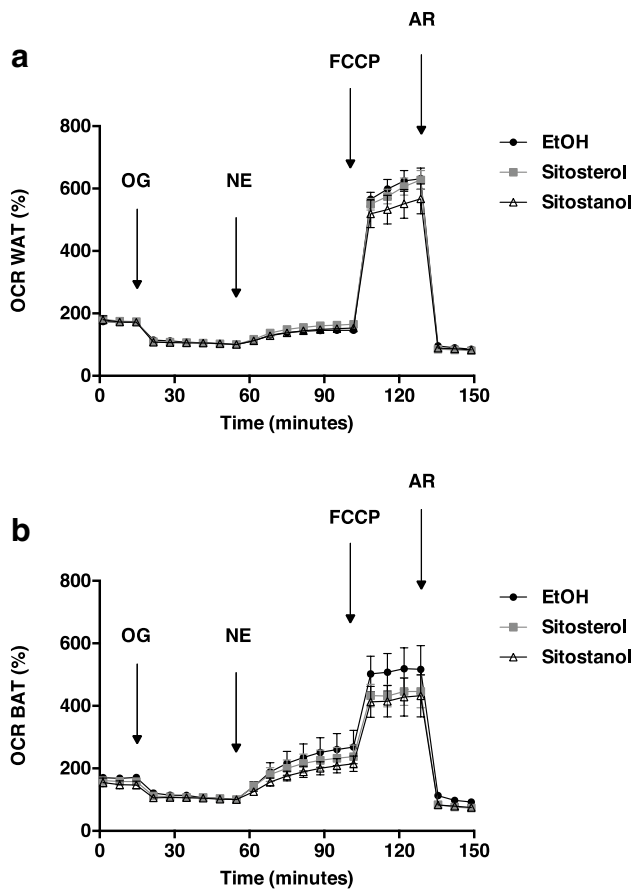 a
AR
FCCP
OG
NE
800
600
400
200
0
OCR WAT (%)
0 30 60 90 120 150
Time (minutes)
EtOH
Sitosterol
Sitostanol
b
AR
FCCP
OG
NE
800
600
400
200
0
OCR BAT (%)
0 30 60 90 120 150
Time (minutes)
EtOH
Sitosterol
Sitostanol